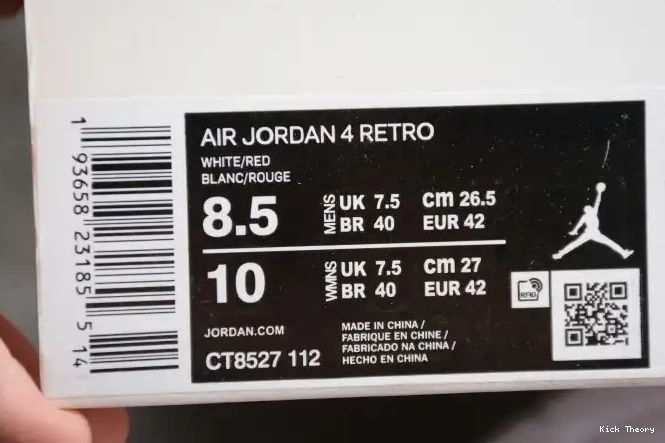 AIR JORDAN 4 RETRO
WHITE/RED
BLANC/ROUGE
8.5 MENS UK 7.5 cm 26.5
BR 40 EUR 42
10 WMNS UK 7.5 cm 27
BR 40 EUR 42
JORDAN.COM
CT8527 112
MADE IN CHINA /
FABRIQUE EN CHINE /
FABRICADO NA CHINA /
HECHO EN CHINA
RFID
1 93658 23185 5 14
Kick Theory